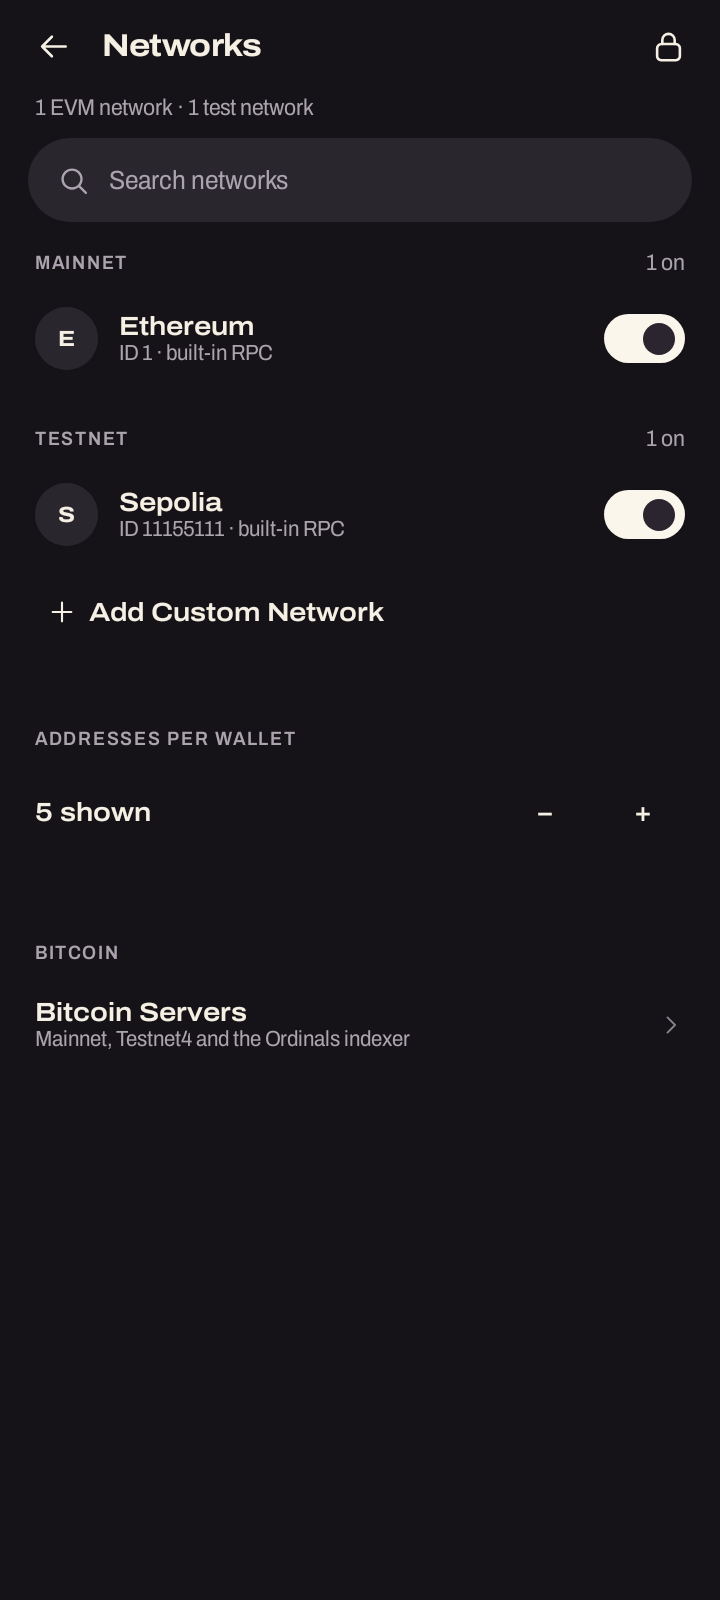 Networks
1 EVM network · 1 test network
Search networks
MAINNET 1 on
E Ethereum
ID 1 · built-in RPC
TESTNET 1 on
S Sepolia
ID 11155111 · built-in RPC
+ Add Custom Network
ADDRESSES PER WALLET
5 shown − +
BITCOIN
Bitcoin Servers
Mainnet, Testnet4 and the Ordinals indexer